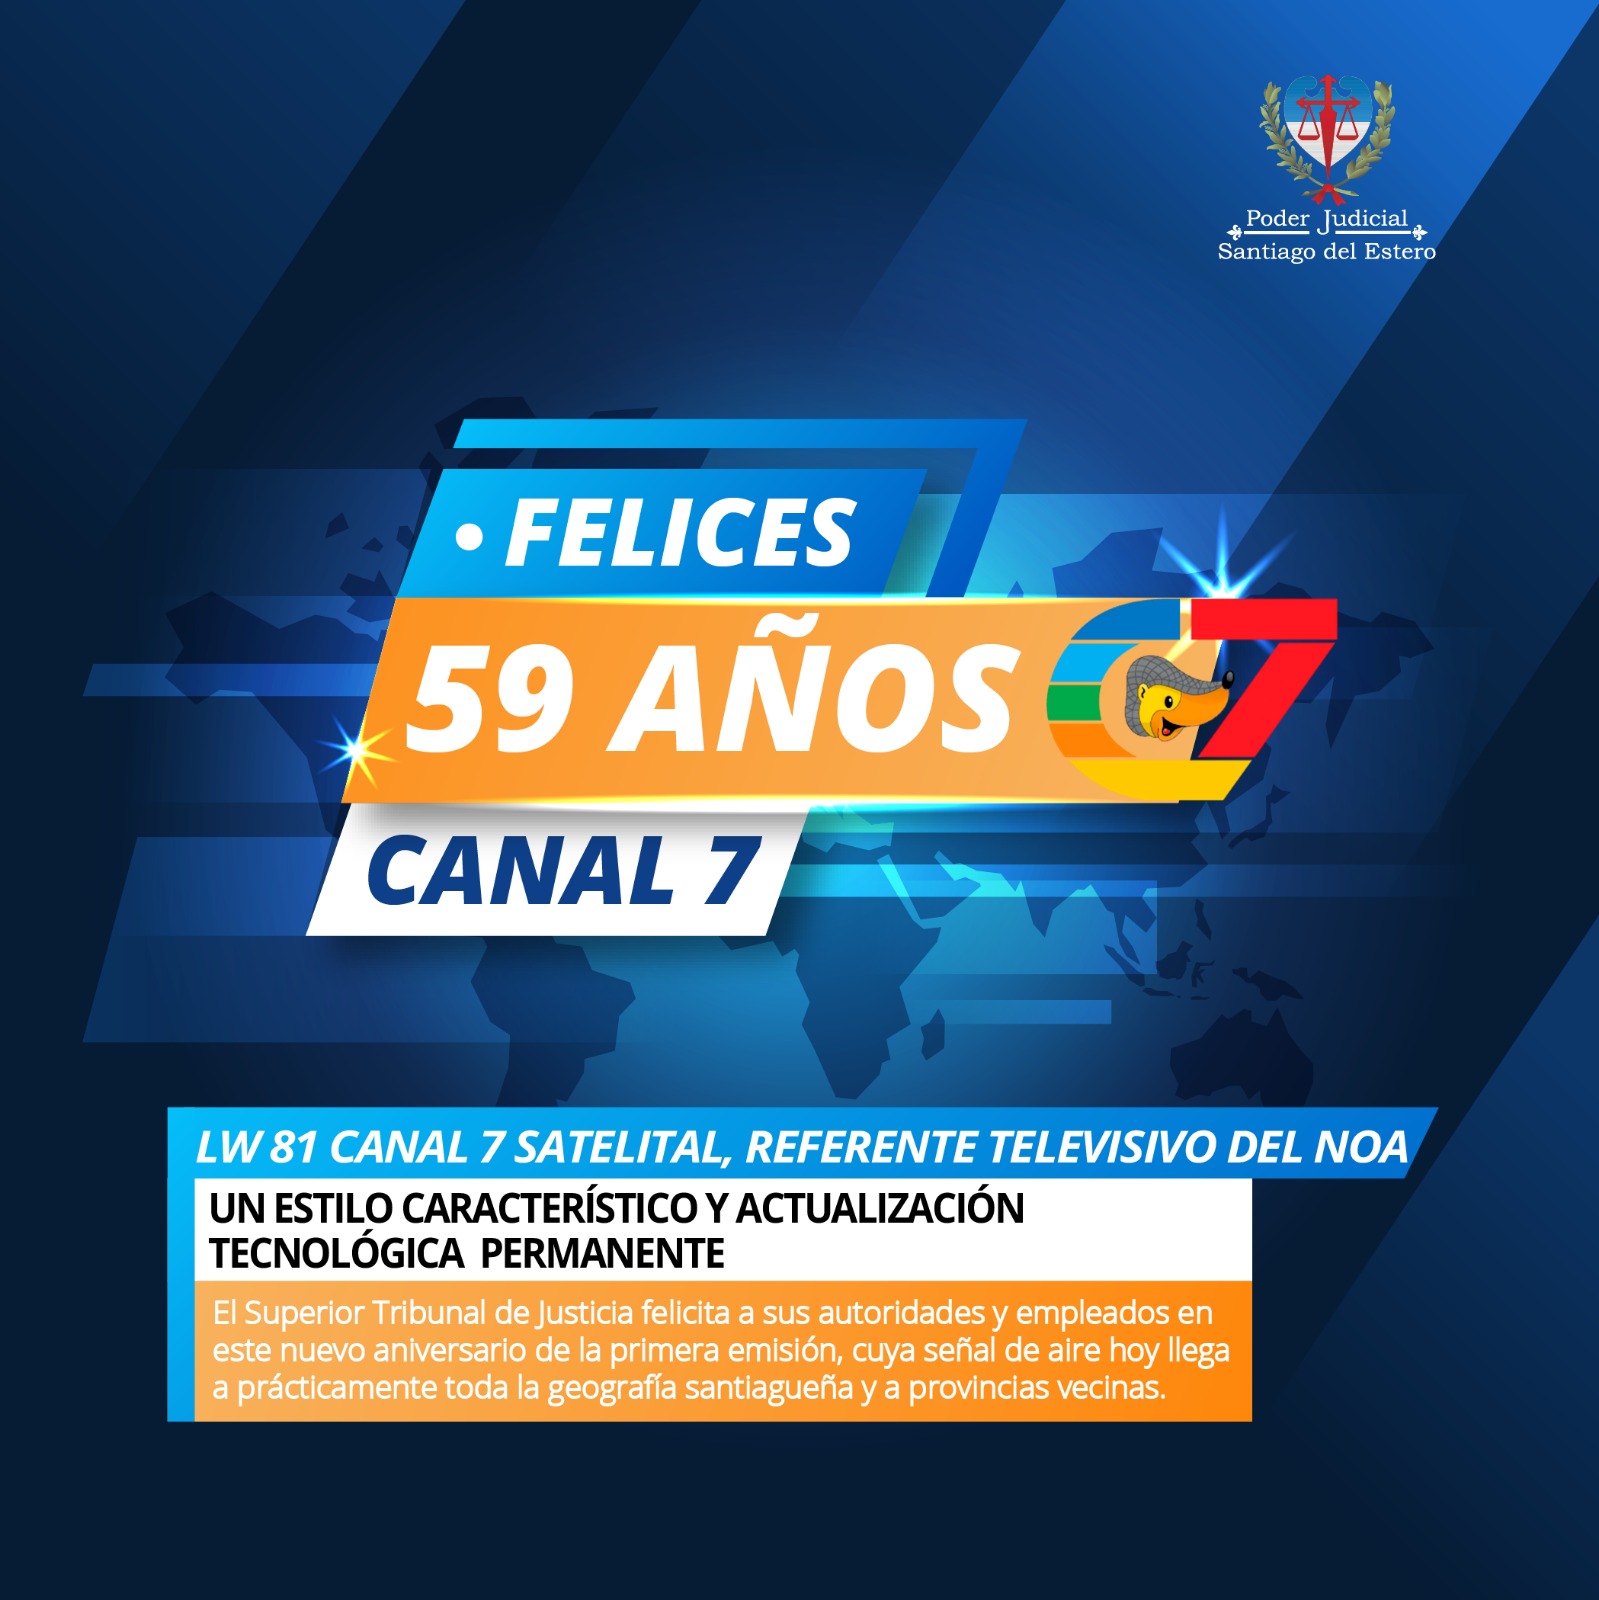 Poder Judicial
Santiago del Estero
• FELICES
59 AÑOS C7
CANAL 7
LW 81 CANAL 7 SATELITAL, REFERENTE TELEVISIVO DEL NOA
UN ESTILO CARACTERÍSTICO Y ACTUALIZACIÓN
TECNOLÓGICA PERMANENTE
El Superior Tribunal de Justicia felicita a sus autoridades y empleados en
este nuevo aniversario de la primera emisión, cuya señal de aire hoy llega
a prácticamente toda la geografía santiagueña y a provincias vecinas.